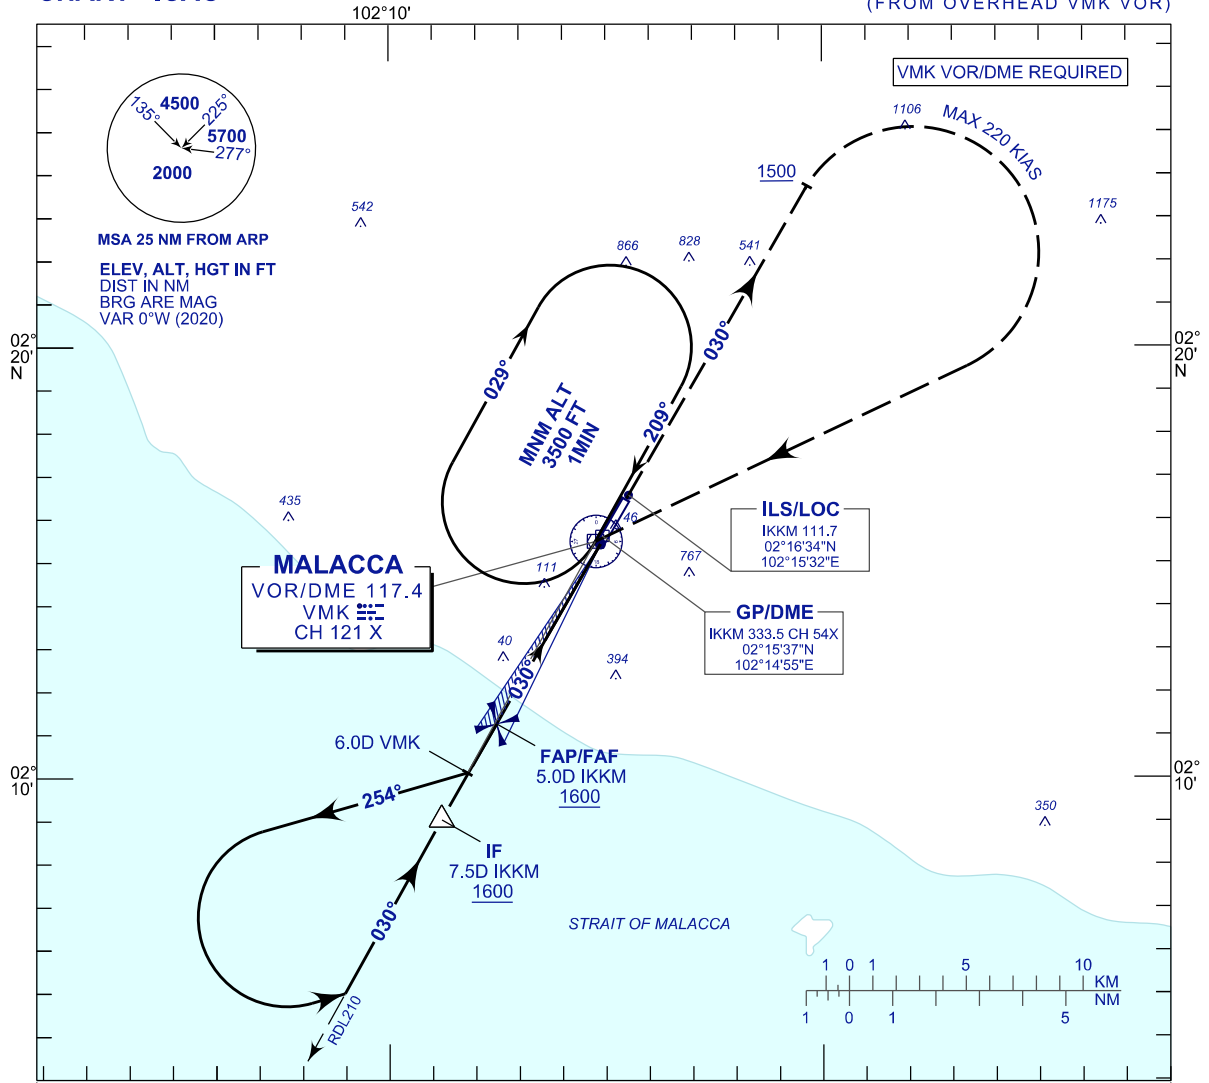 (FROM OVERHEAD VMK VOR)
102°10'
VMK VOR/DME REQUIRED
4500
135°
225°
5700
277°
2000
MSA 25 NM FROM ARP
ELEV, ALT, HGT IN FT
DIST IN NM
BRG ARE MAG
VAR 0°W (2020)
1106
MAX 220 KIAS
1500
542
1175
866
828
541
02°
20'
N
02°
20'
N
030°
029°
MNM ALT
3500 FT
1MIN
209°
435
46
ILS/LOC
IKKM 111.7
02°16'34"N
102°15'32"E
MALACCA
VOR/DME 117.4
VMK
CH 121 X
111
767
GP/DME
IKKM 333.5 CH 54X
02°15'37"N
102°14'55"E
40
394
030°
6.0D VMK
FAP/FAF
5.0D IKKM
1600
02°
10'
02°
10'
254°
350
IF
7.5D IKKM
1600
030°
STRAIT OF MALACCA
RDL210
1 0 1 5 10
KM
NM
1 0 1 5